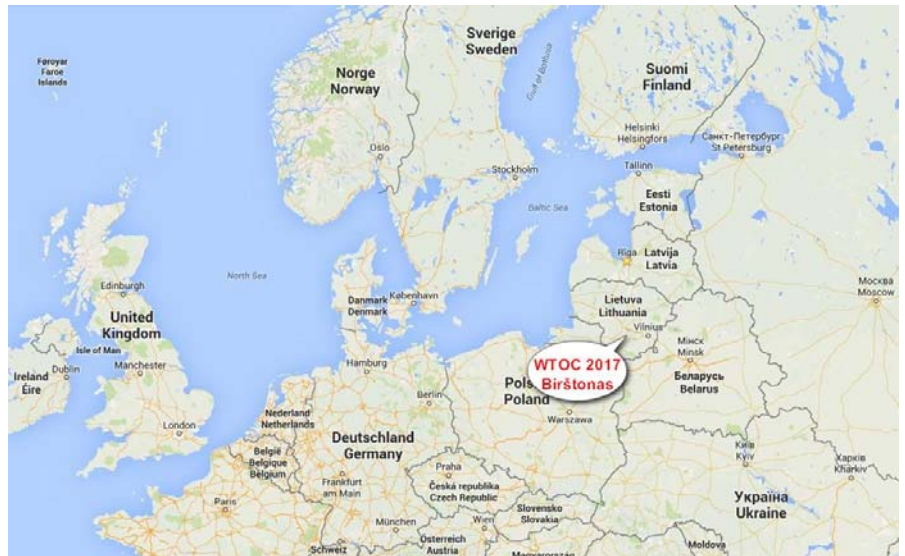 Sverige
Sweden
Føroyar
Faroe
Islands
Norge
Norway
Gulf of Bothnia
Suomi
Finland
Helsinki
Helsingfors
Санкт-Петербург
St Petersburg
Oslo
Stockholm
Tallinn
Eesti
Estonia
Baltic Sea
Rīga
Latvija
Latvia
North Sea
Москва
Moscow
Edinburgh
Danmark
Denmark
København
Lietuva
Lithuania
Vilnius
United
Kingdom
Isle of Man
Мінск
Minsk
Ireland
Éire
Dublin
Manchester
Hamburg
WTOC 2017
Birštonas
Беларусь
Belarus
Berlin
Polska
Poland
Warszawa
Nederland
Netherlands
London
Deutschland
Germany
België
Belgique
Belgium
Київ
Kyiv
Харків
Kharkiv
Praha
Česká republika
Czech Republic
Frankfurt
am Main
Paris
Україна
Ukraine
Slovensko
Slovakia
München
Wien
Österreich
Austria
Schweiz
Magyarország
Moldova